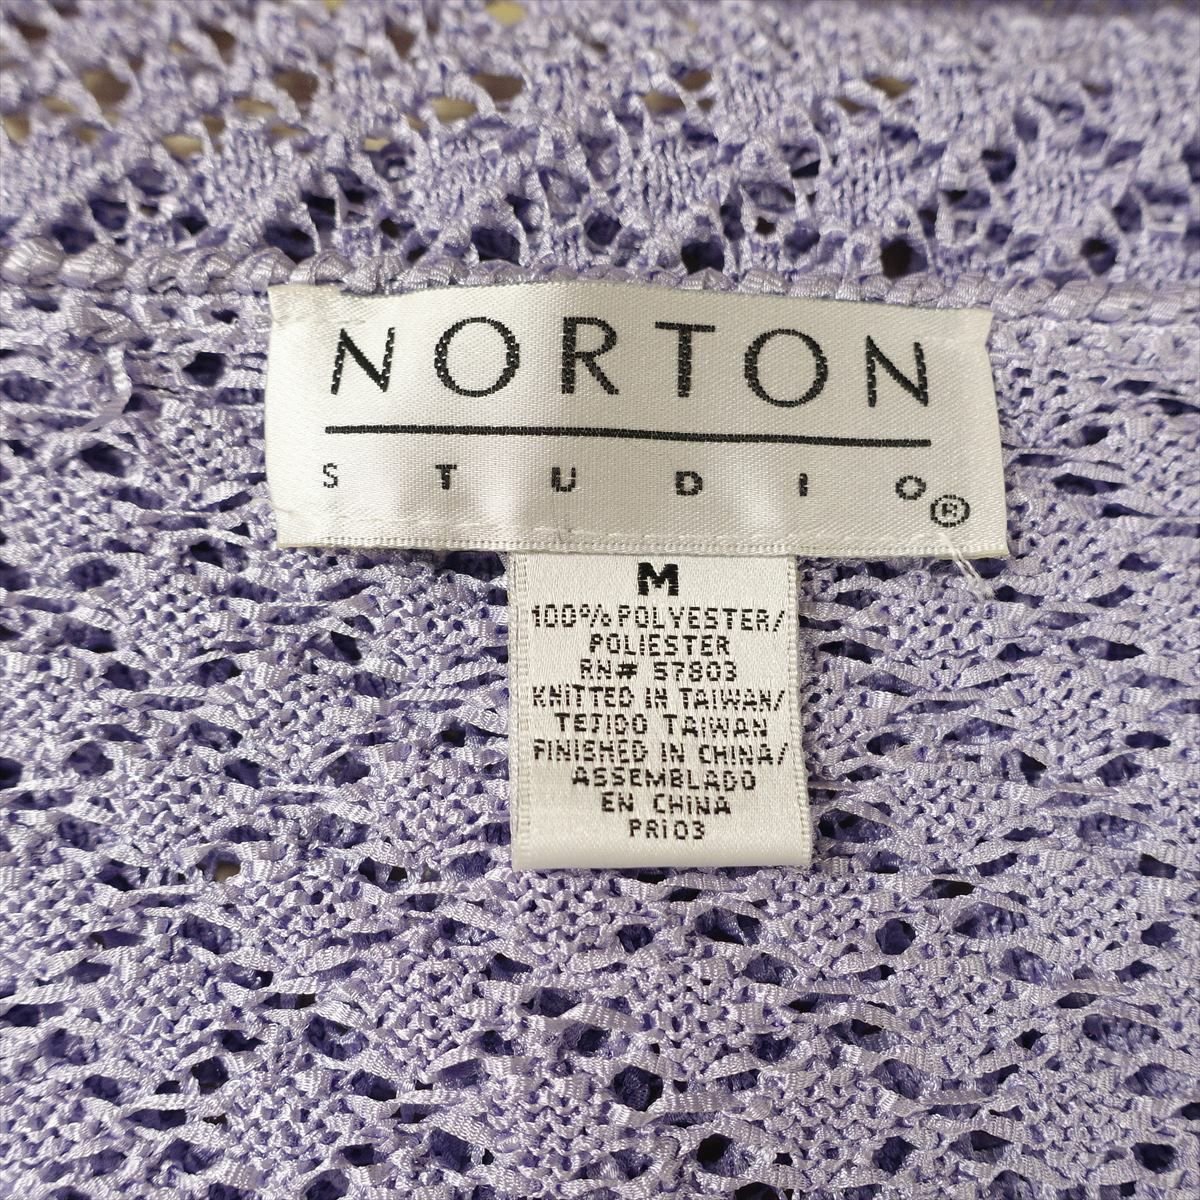 NORTON
STUDIO®
M
100% POLYESTER/
POLIESTER
RN# 57803
KNITTED IN TAIWAN/
TEJIDO TAIWAN
FINISHED IN CHINA/
ASSEMBLADO
EN CHINA
PRI03